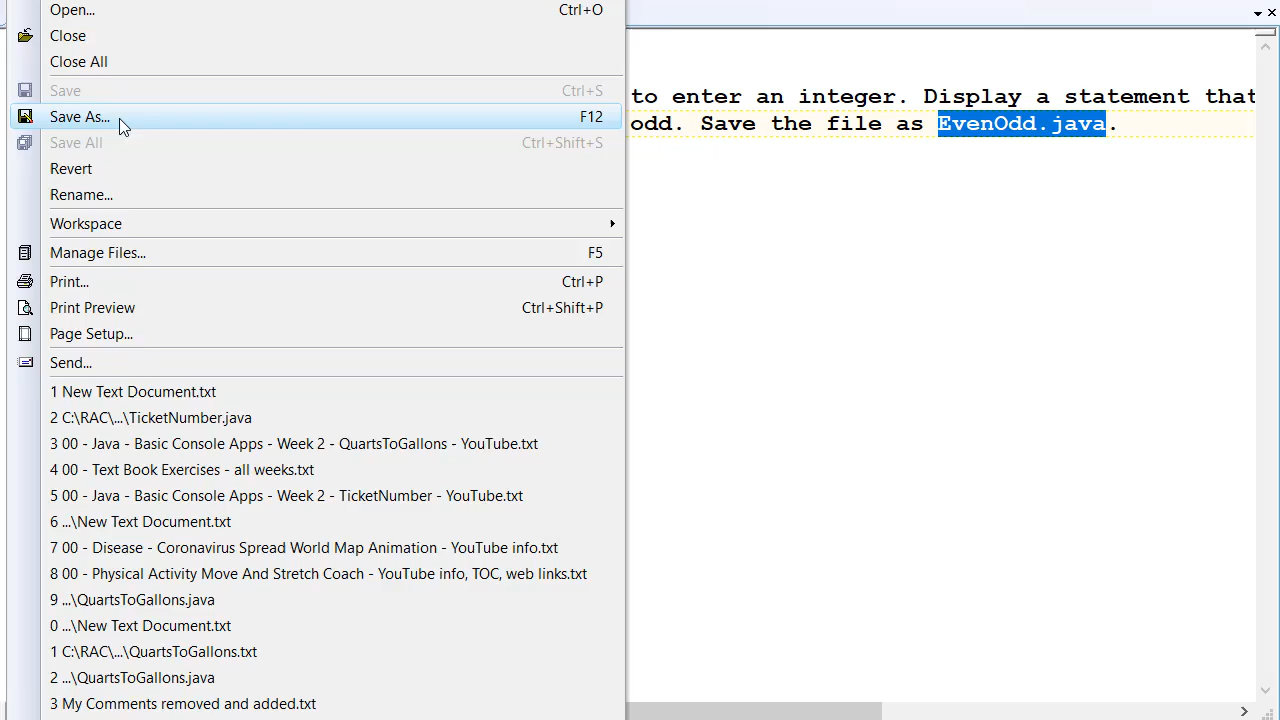 Open... Ctrl+O
Close
Close All
Save Ctrl+S
to enter an integer. Display a statement that
Save As... F12
odd. Save the file as EvenOdd.java.
Save All Ctrl+Shift+S
Revert
Rename...
Workspace
Manage Files... F5
Print... Ctrl+P
Print Preview Ctrl+Shift+P
Page Setup...
Send...
1 New Text Document.txt
2 C:\RAC\...\TicketNumber.java
3 00 - Java - Basic Console Apps - Week 2 - QuartsToGallons - YouTube.txt
4 00 - Text Book Exercises - all weeks.txt
5 00 - Java - Basic Console Apps - Week 2 - TicketNumber - YouTube.txt
6 ...\New Text Document.txt
7 00 - Disease - Coronavirus Spread World Map Animation - YouTube info.txt
8 00 - Physical Activity Move And Stretch Coach - YouTube info, TOC, web links.txt
9 ...\QuartsToGallons.java
0 ...\New Text Document.txt
1 C:\RAC\...\QuartsToGallons.txt
2 ...\QuartsToGallons.java
3 My Comments removed and added.txt